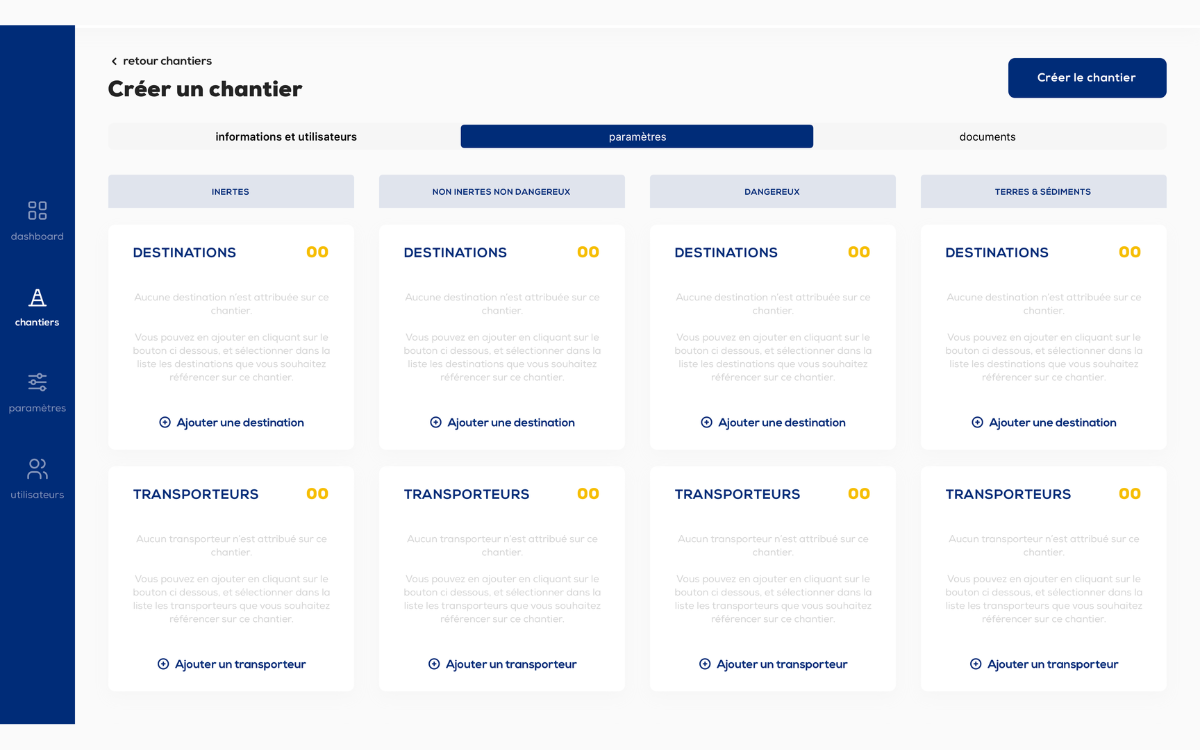 retour chantiers
Créer un chantier
Créer le chantier
informations et utilisateurs
paramètres
documents
dashboard
chantiers
paramètres
utilisateurs
INERTES
DESTINATIONS 00
Aucune destination n'est attribuée sur ce
chantier.
Vous pouvez en ajouter en cliquant sur le
bouton ci dessous, et sélectionner dans la
liste les destinations que vous souhaitez
référencer sur ce chantier.
Ajouter une destination
TRANSPORTEURS 00
Aucun transporteur n'est attribué sur ce
chantier.
Vous pouvez en ajouter en cliquant sur le
bouton ci dessous, et sélectionner dans la
liste les transporteurs que vous souhaitez
référencer sur ce chantier.
Ajouter un transporteur
NON INERTES NON DANGEREUX
DESTINATIONS 00
Aucune destination n'est attribuée sur ce
chantier.
Vous pouvez en ajouter en cliquant sur le
bouton ci dessous, et sélectionner dans la
liste les destinations que vous souhaitez
référencer sur ce chantier.
Ajouter une destination
TRANSPORTEURS 00
Aucun transporteur n'est attribué sur ce
chantier.
Vous pouvez en ajouter en cliquant sur le
bouton ci dessous, et sélectionner dans la
liste les transporteurs que vous souhaitez
référencer sur ce chantier.
Ajouter un transporteur
DANGEREUX
DESTINATIONS 00
Aucune destination n'est attribuée sur ce
chantier.
Vous pouvez en ajouter en cliquant sur le
bouton ci dessous, et sélectionner dans la
liste les destinations que vous souhaitez
référencer sur ce chantier.
Ajouter une destination
TRANSPORTEURS 00
Aucun transporteur n'est attribué sur ce
chantier.
Vous pouvez en ajouter en cliquant sur le
bouton ci dessous, et sélectionner dans la
liste les transporteurs que vous souhaitez
référencer sur ce chantier.
Ajouter un transporteur
TERRES & SÉDIMENTS
DESTINATIONS 00
Aucune destination n'est attribuée sur ce
chantier.
Vous pouvez en ajouter en cliquant sur le
bouton ci dessous, et sélectionner dans la
liste les destinations que vous souhaitez
référencer sur ce chantier.
Ajouter une destination
TRANSPORTEURS 00
Aucun transporteur n'est attribué sur ce
chantier.
Vous pouvez en ajouter en cliquant sur le
bouton ci dessous, et sélectionner dans la
liste les transporteurs que vous souhaitez
référencer sur ce chantier.
Ajouter un transporteur